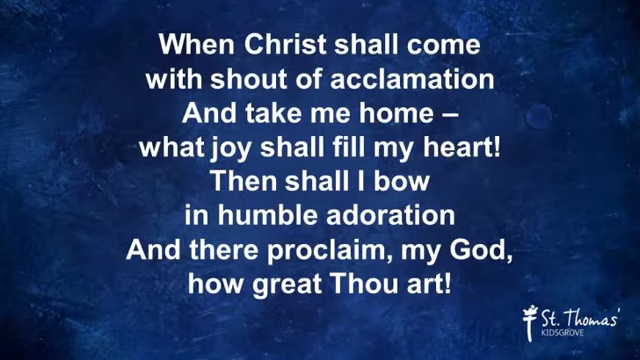 When Christ shall come
with shout of acclamation
And take me home –
what joy shall fill my heart!
Then shall I bow
in humble adoration
And there proclaim, my God,
how great Thou art!
St. Thomas'
KIDSGROVE